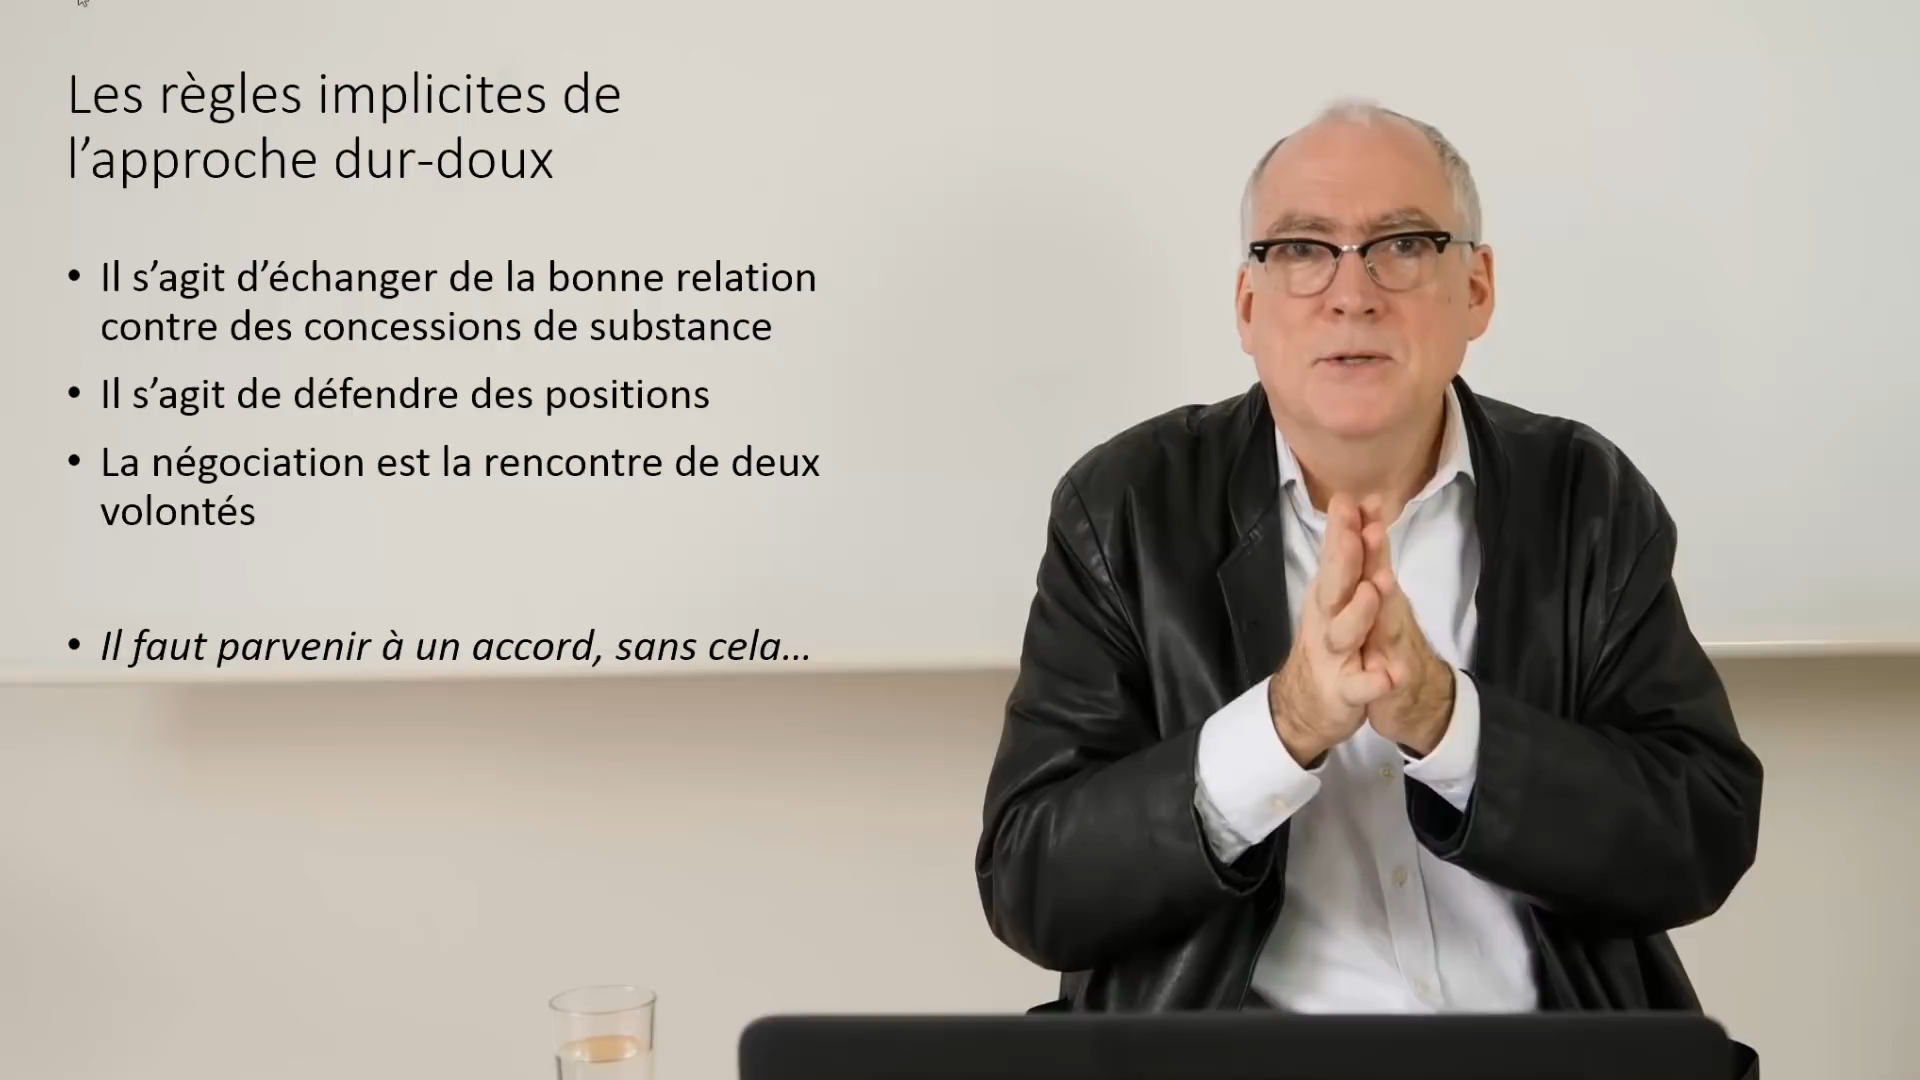 Les règles implicites de
l’approche dur-doux
• Il s’agit d’échanger de la bonne relation
contre des concessions de substance
• Il s’agit de défendre des positions
• La négociation est la rencontre de deux
volontés
• Il faut parvenir à un accord, sans cela...